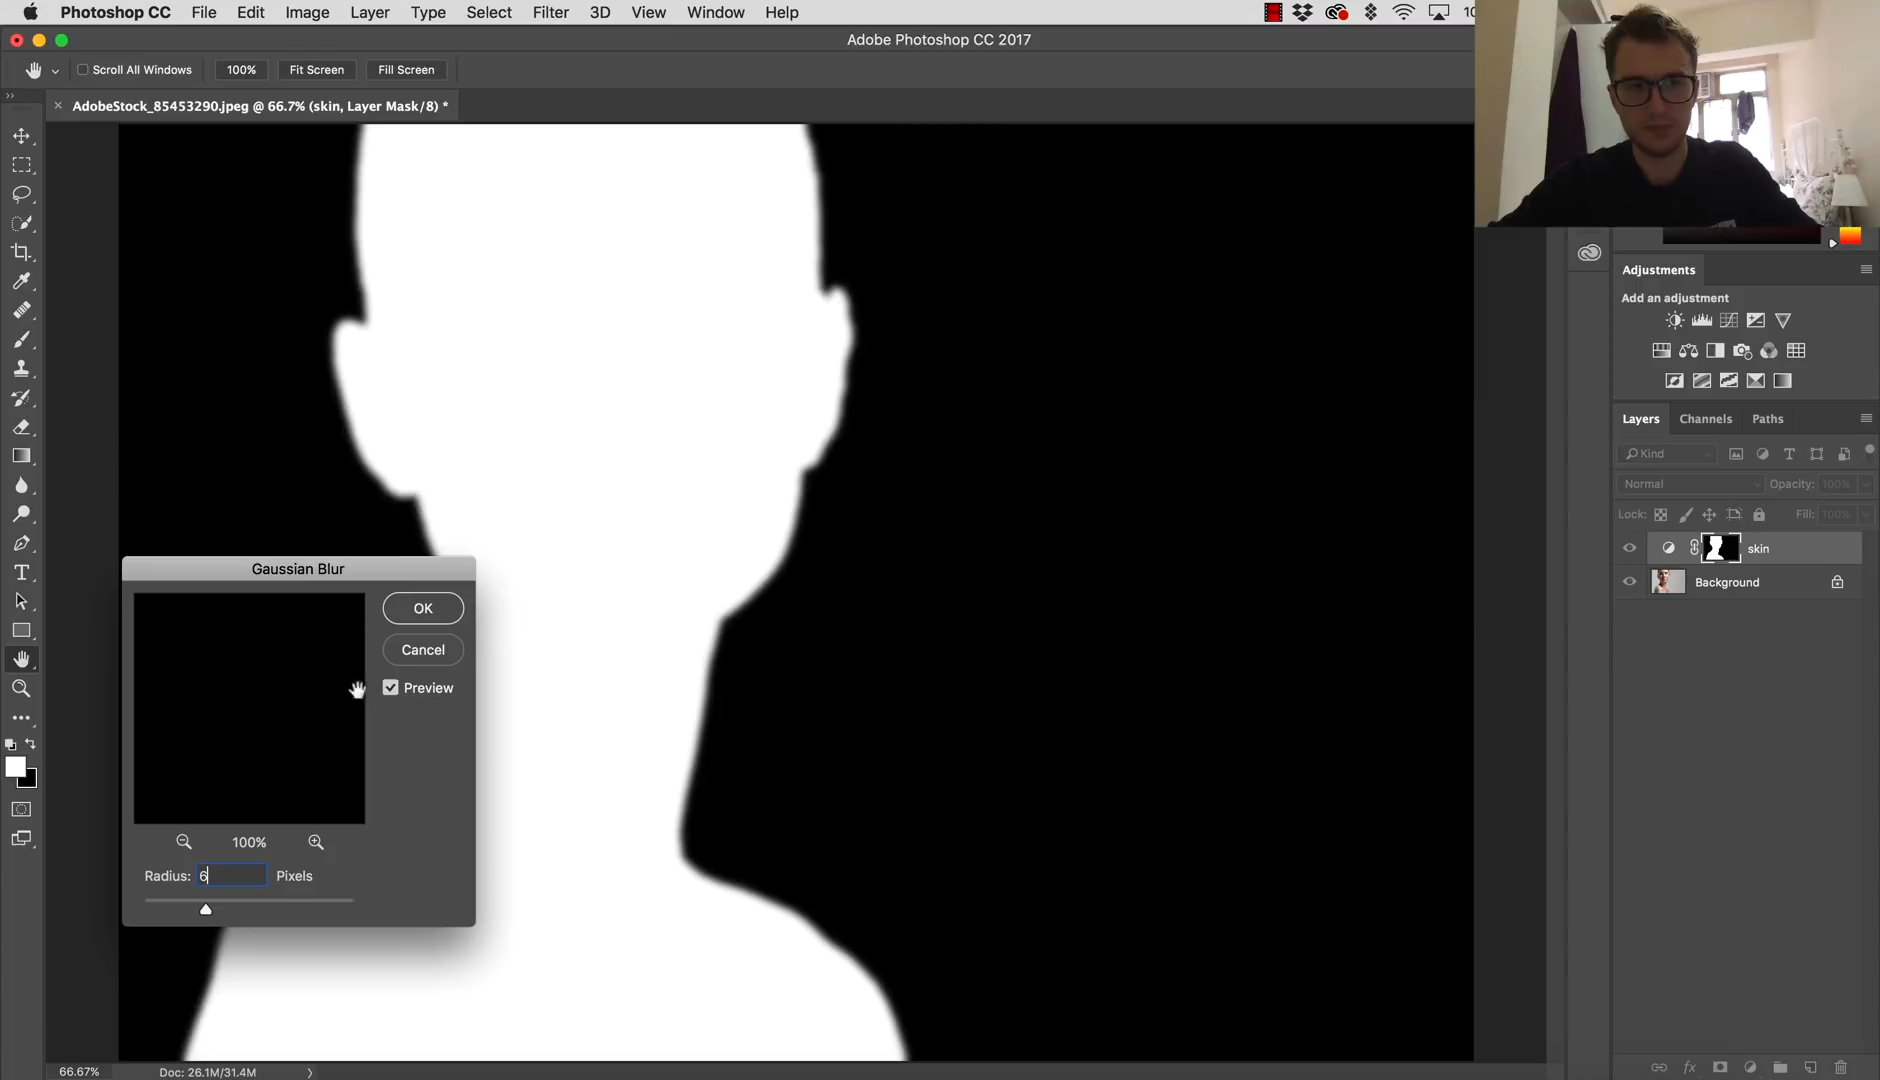 Photoshop CC File Edit Image Layer Type Select Filter 3D View Window Help
Adobe Photoshop CC 2017
Scroll All Windows 100% Fit Screen Fill Screen
AdobeStock_85453290.jpeg @ 66.7% (skin, Layer Mask/8) *
Adjustments
Add an adjustment
Layers Channels Paths
Kind
Normal Opacity: 100%
Lock: Fill: 100%
skin
Background
Gaussian Blur
OK
Cancel
Preview
100%
Radius: 6 Pixels
66.67% Doc: 26.1M/31.4M